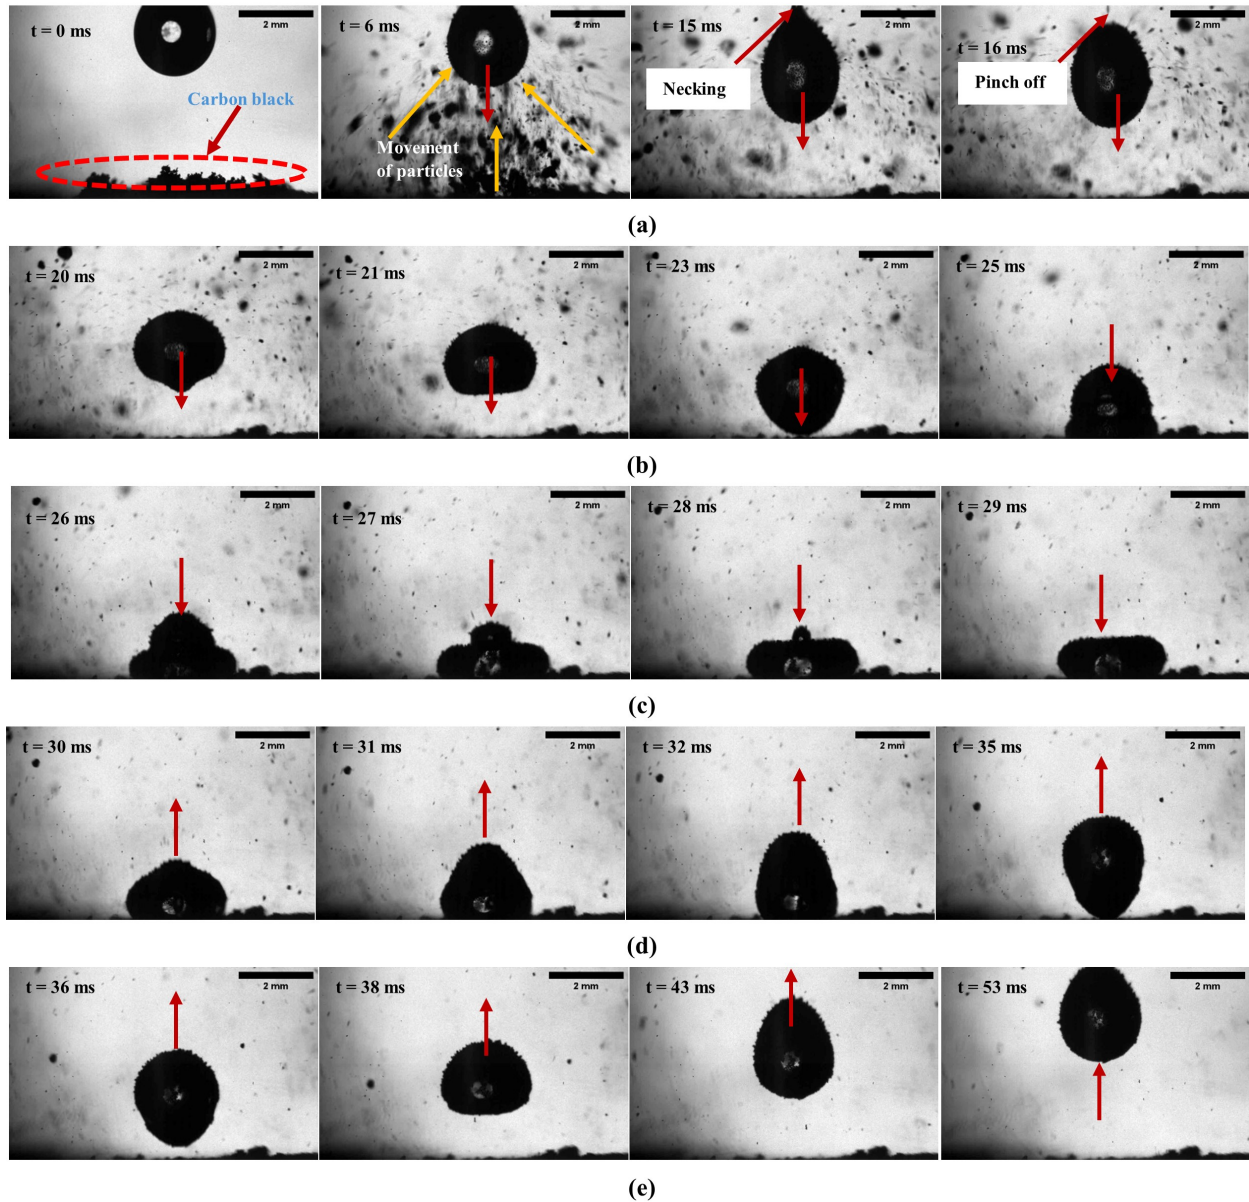 t = 0 ms
2 mm
Carbon black
t = 6 ms
2 mm
Movement
of particles
t = 15 ms
2 mm
Necking
t = 16 ms
2 mm
Pinch off
(a)
t = 20 ms
2 mm
t = 21 ms
2 mm
t = 23 ms
2 mm
t = 25 ms
2 mm
(b)
t = 26 ms
2 mm
t = 27 ms
2 mm
t = 28 ms
2 mm
t = 29 ms
2 mm
(c)
t = 30 ms
2 mm
t = 31 ms
2 mm
t = 32 ms
2 mm
t = 35 ms
2 mm
(d)
t = 36 ms
2 mm
t = 38 ms
2 mm
t = 43 ms
2 mm
t = 53 ms
2 mm
(e)